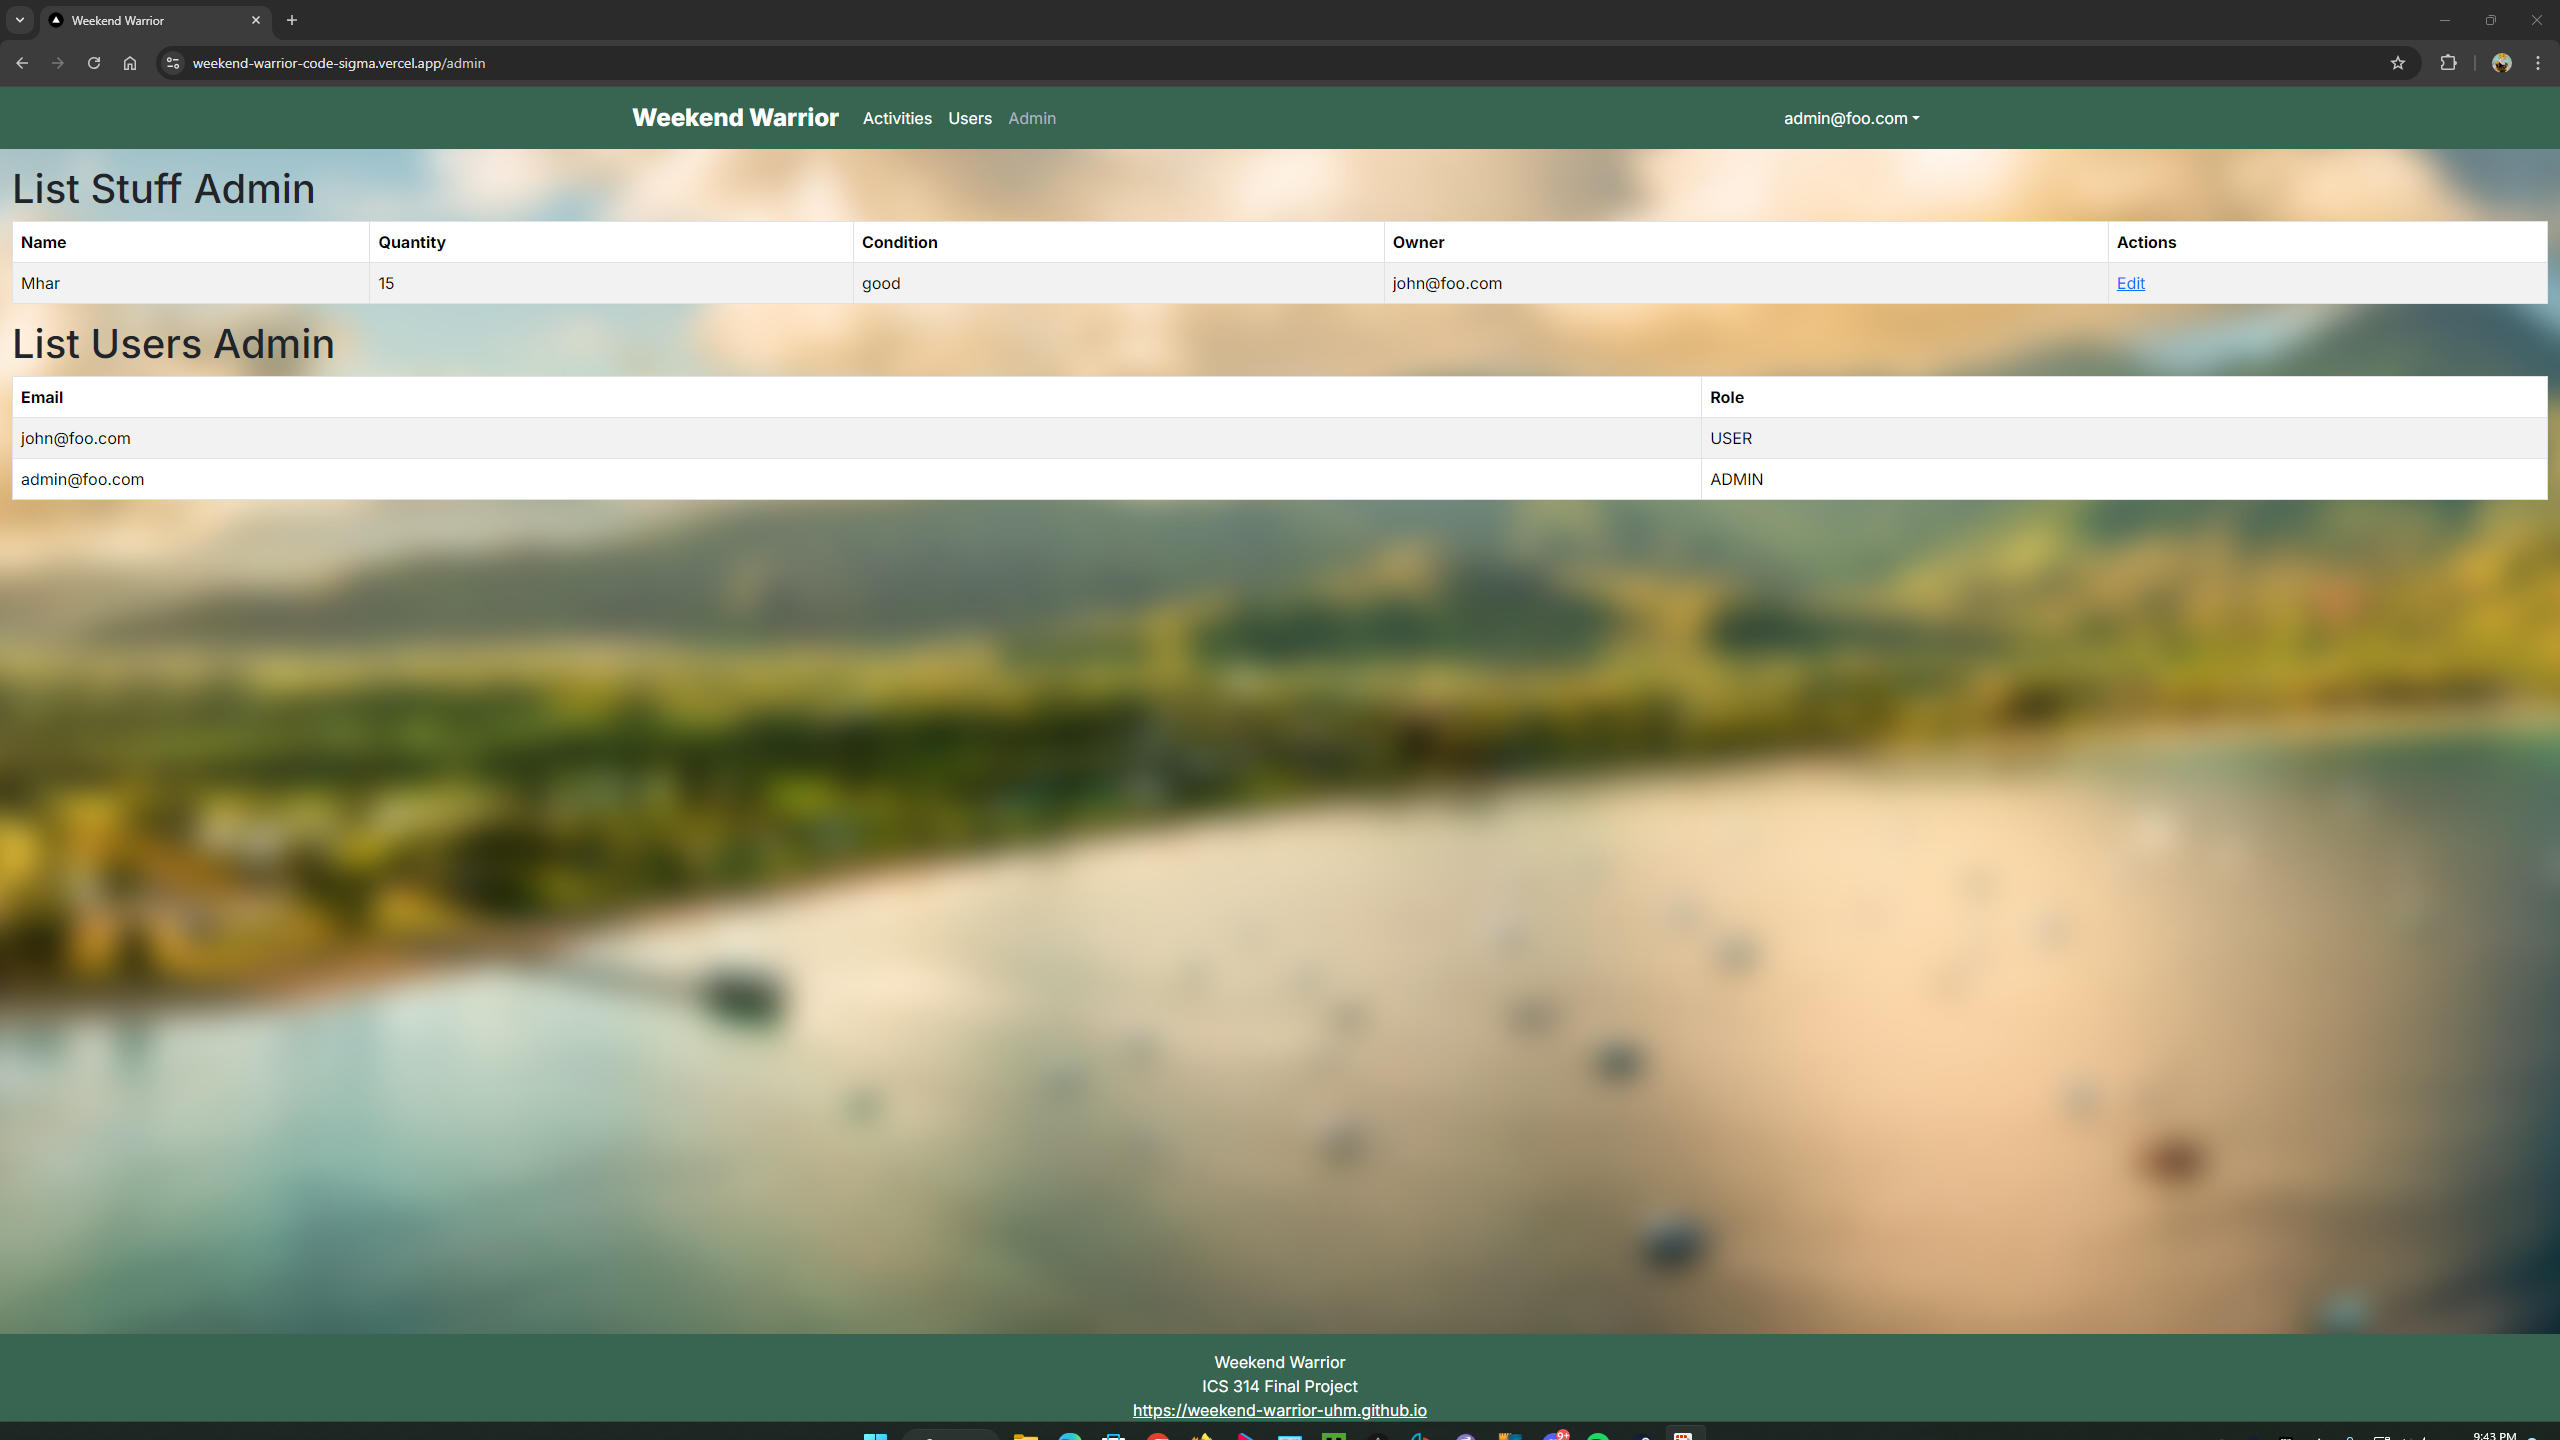 Weekend Warrior
weekend-warrior-code-sigma.vercel.app/admin
Weekend Warrior Activities Users Admin admin@foo.com
List Stuff Admin
Name Quantity Condition Owner Actions
Mhar 15 good john@foo.com Edit
List Users Admin
Email Role
john@foo.com USER
admin@foo.com ADMIN
Weekend Warrior
ICS 314 Final Project
https://weekend-warrior-uhm.github.io
9+
9:43 PM